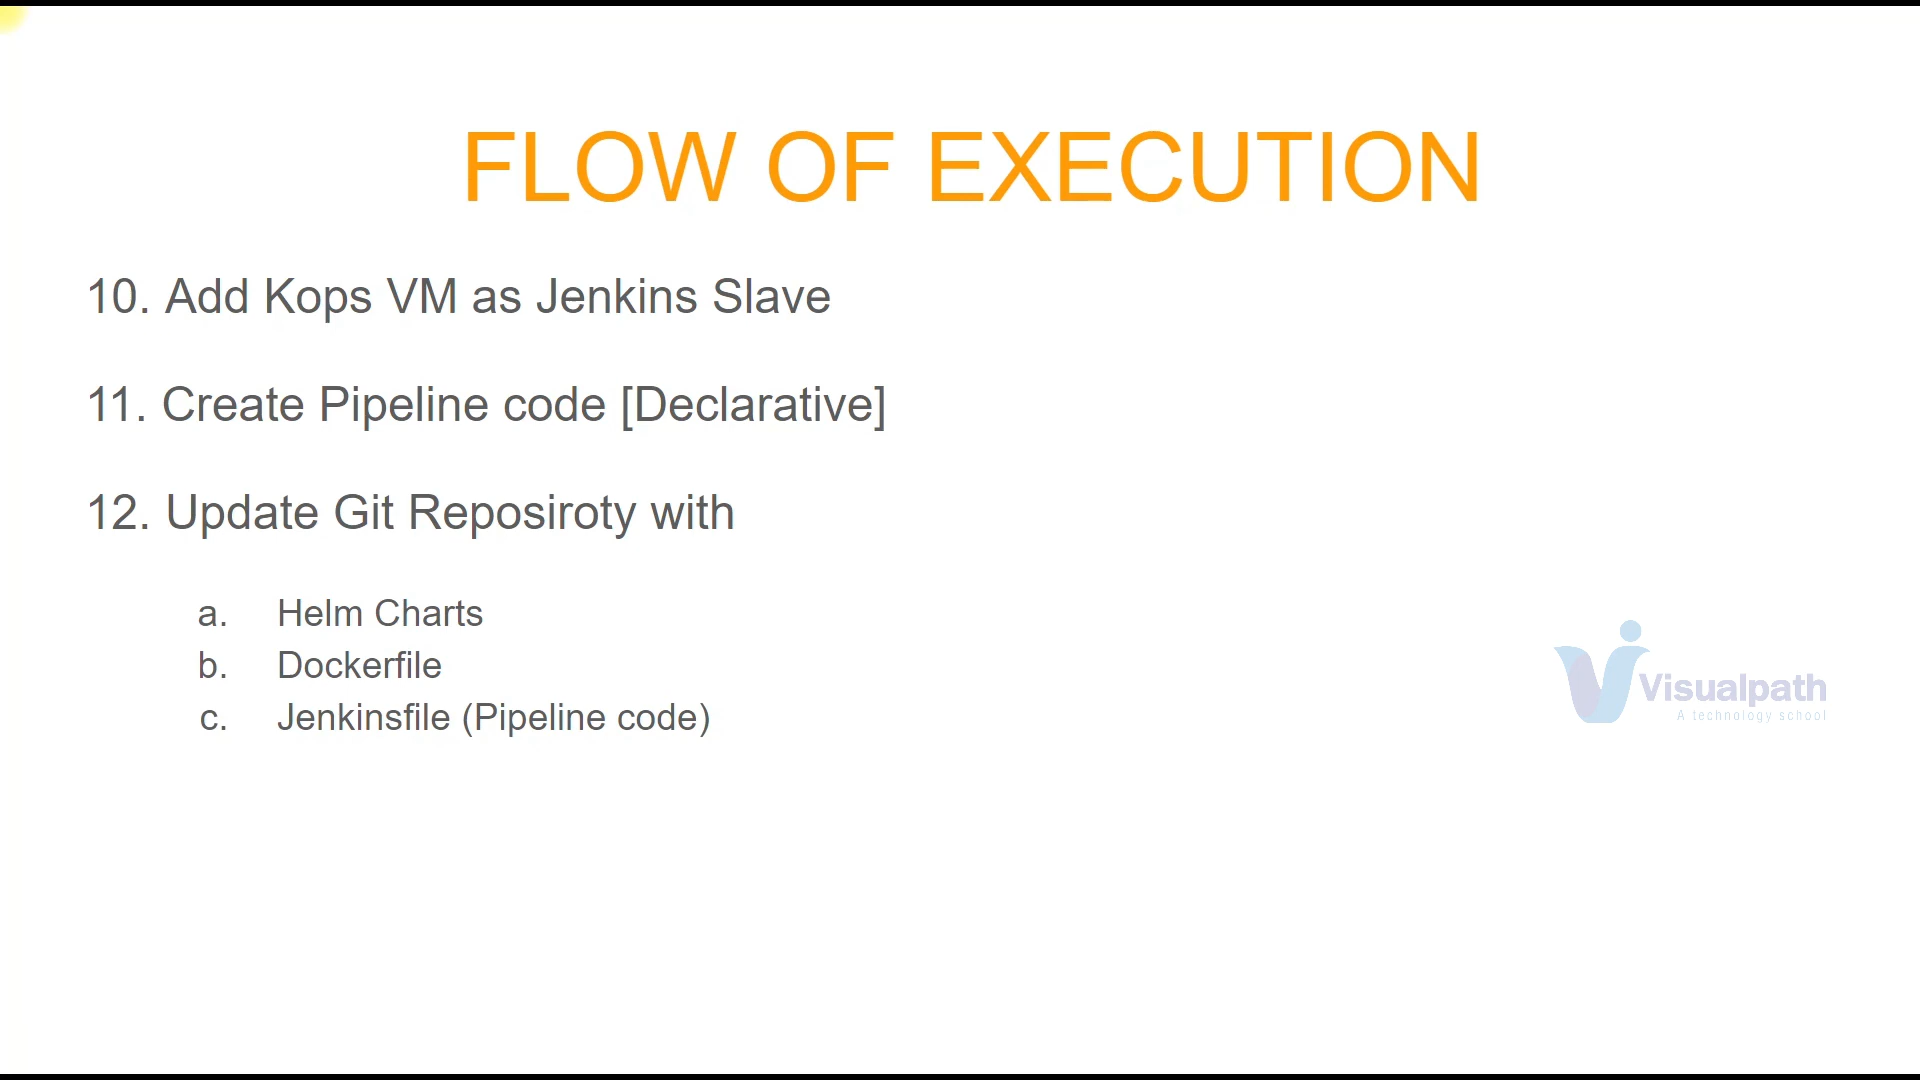 FLOW OF EXECUTION
10. Add Kops VM as Jenkins Slave
11. Create Pipeline code [Declarative]
12. Update Git Reposiroty with
a. Helm Charts
b. Dockerfile
c. Jenkinsfile (Pipeline code)
Visualpath
A technology school